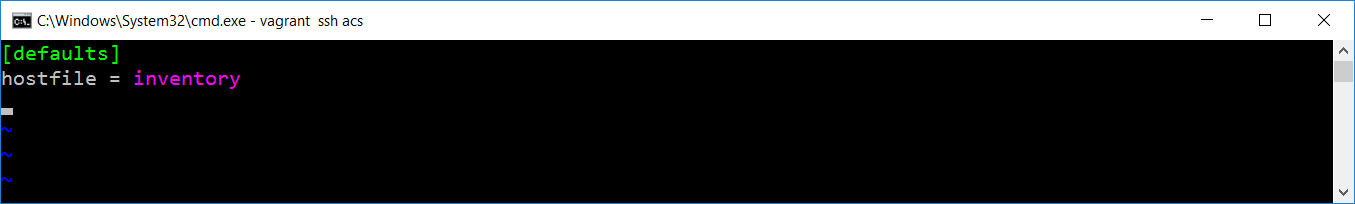 C:\Windows\System32\cmd.exe - vagrant  ssh acs
[defaults]
hostfile = inventory
~
~
~